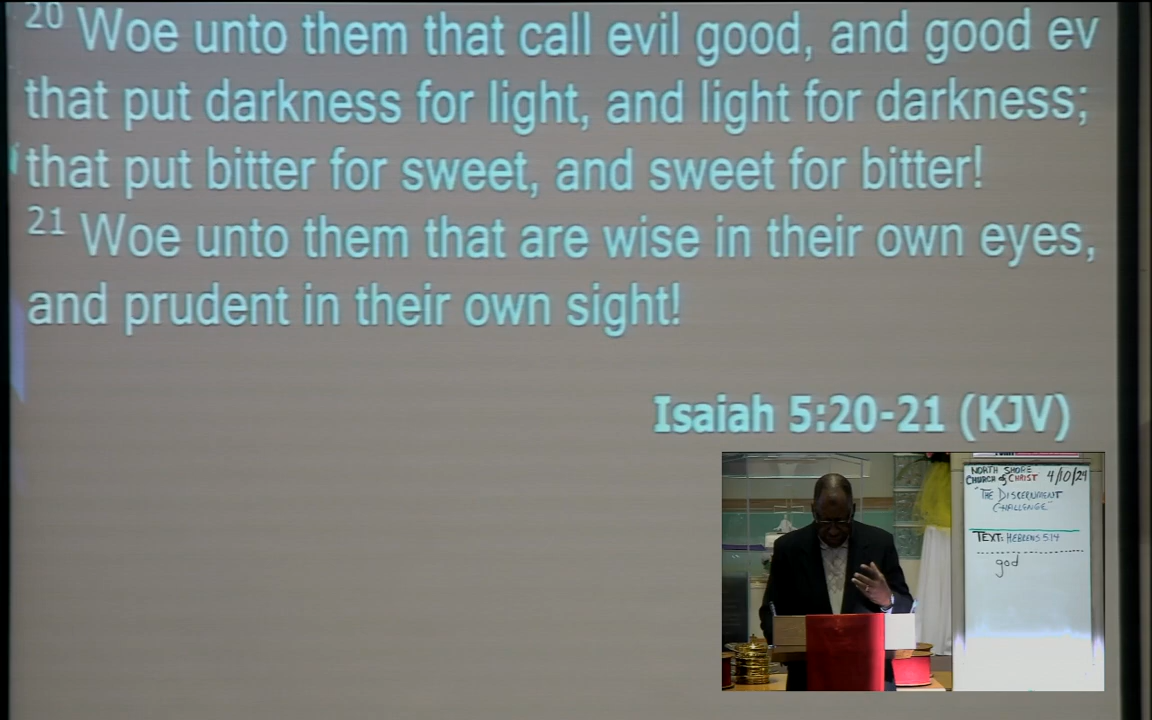 20 Woe unto them that call evil good, and good ev
that put darkness for light, and light for darkness;
that put bitter for sweet, and sweet for bitter!
21 Woe unto them that are wise in their own eyes,
and prudent in their own sight!
Isaiah 5:20-21 (KJV)
NORTH SHORE
CHURCH of CHRIST 4/10/24
"THE DISCERNMENT
CHALLENGE"
TEXT: HEBREWS 5:14
god